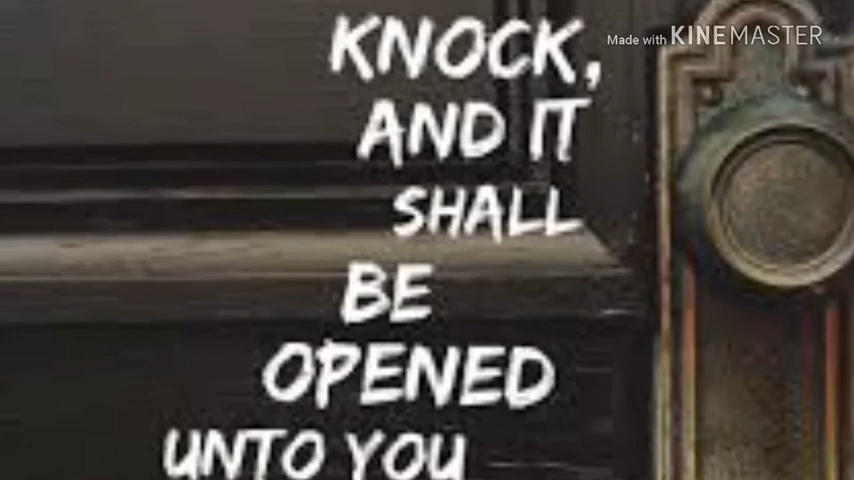 Made with KINEMASTER
KNOCK,
AND IT
SHALL
BE
OPENED
UNTO YOU